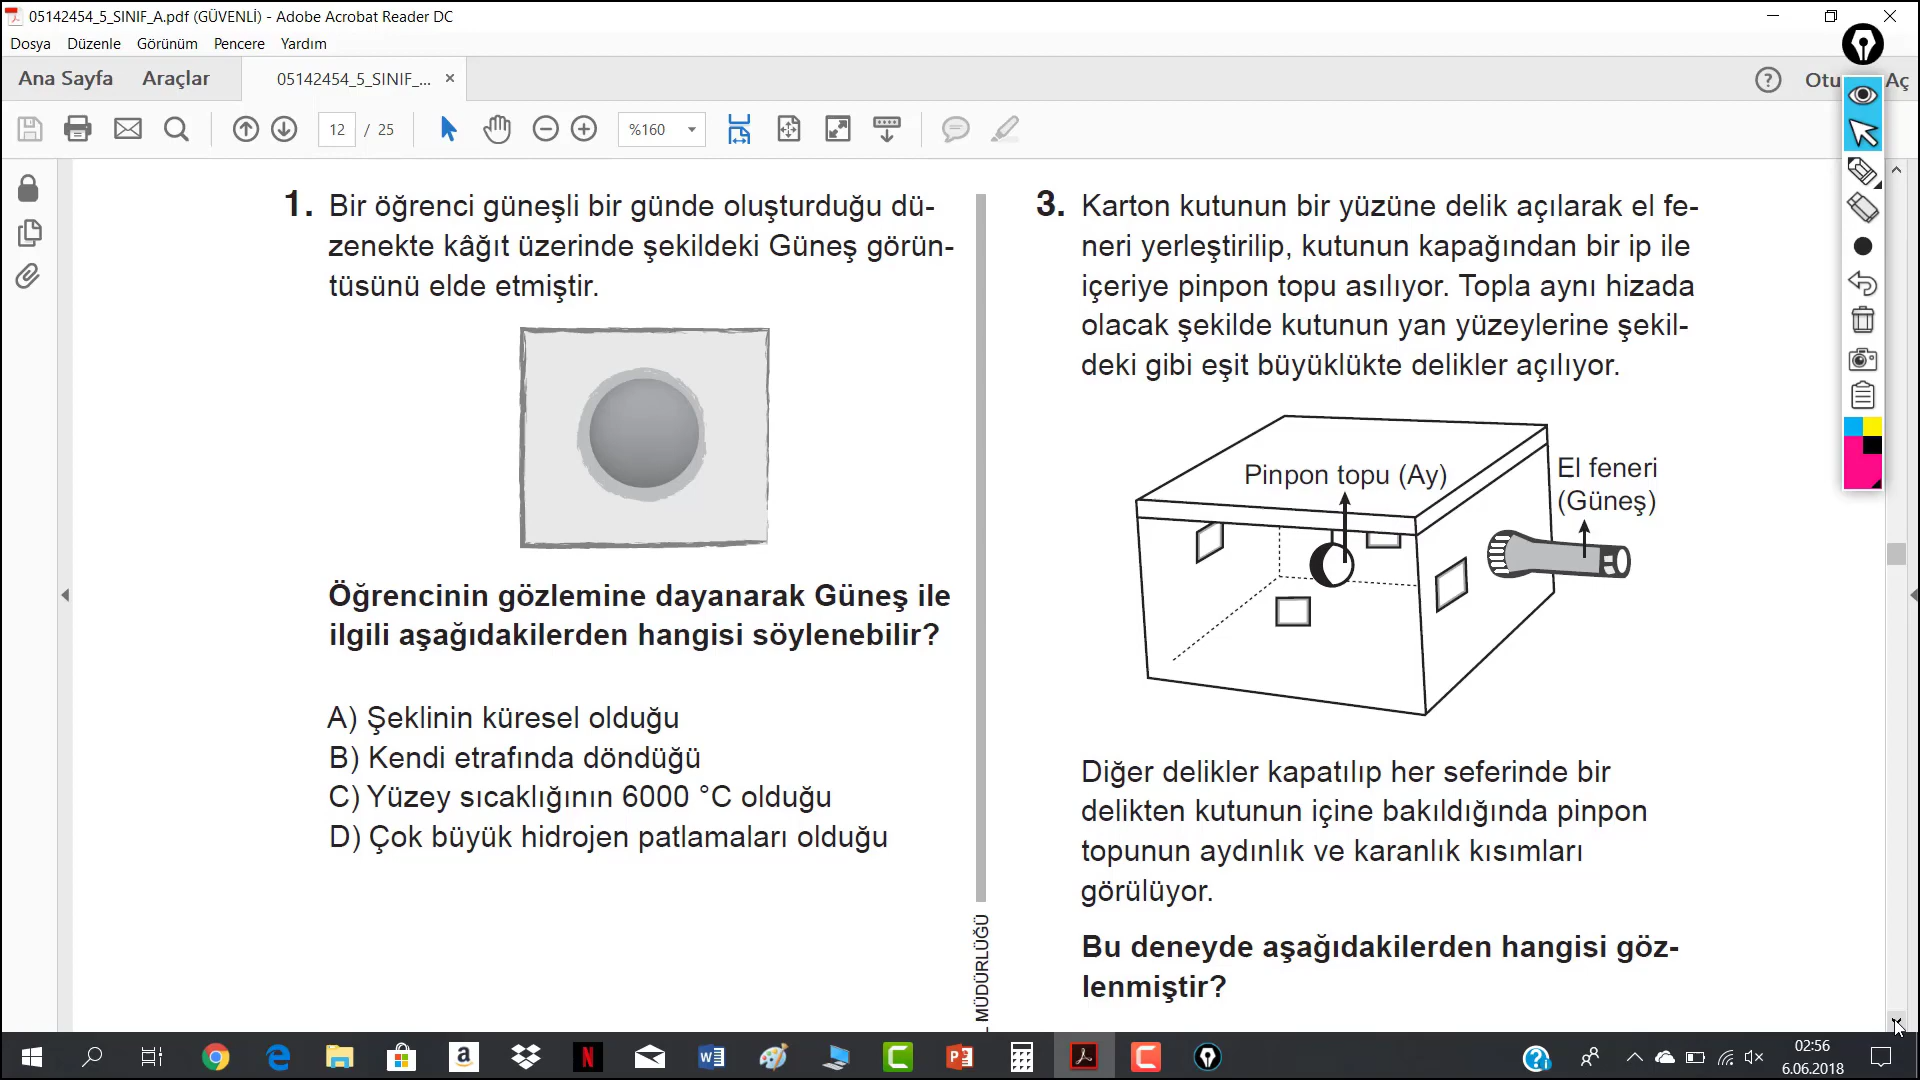 05142454_5_SINIF_A.pdf (GÜVENLİ) - Adobe Acrobat Reader DC
Dosya Düzenle Görünüm Pencere Yardım
Ana Sayfa Araçlar 05142454_5_SINIF_... × ? Otu Aç
12 / 25 %160
1. Bir öğrenci güneşli bir günde oluşturduğu dü-
zenekte kâğıt üzerinde şekildeki Güneş görün-
tüsünü elde etmiştir.
Öğrencinin gözlemine dayanarak Güneş ile
ilgili aşağıdakilerden hangisi söylenebilir?
A) Şeklinin küresel olduğu
B) Kendi etrafında döndüğü
C) Yüzey sıcaklığının 6000 °C olduğu
D) Çok büyük hidrojen patlamaları olduğu
MÜDÜRLÜĞÜ
3. Karton kutunun bir yüzüne delik açılarak el fe-
neri yerleştirilip, kutunun kapağından bir ip ile
içeriye pinpon topu asılıyor. Topla aynı hizada
olacak şekilde kutunun yan yüzeylerine şekil-
deki gibi eşit büyüklükte delikler açılıyor.
Pinpon topu (Ay)
El feneri
(Güneş)
Diğer delikler kapatılıp her seferinde bir
delikten kutunun içine bakıldığında pinpon
topunun aydınlık ve karanlık kısımları
görülüyor.
Bu deneyde aşağıdakilerden hangisi göz-
lenmiştir?
02:56
6.06.2018